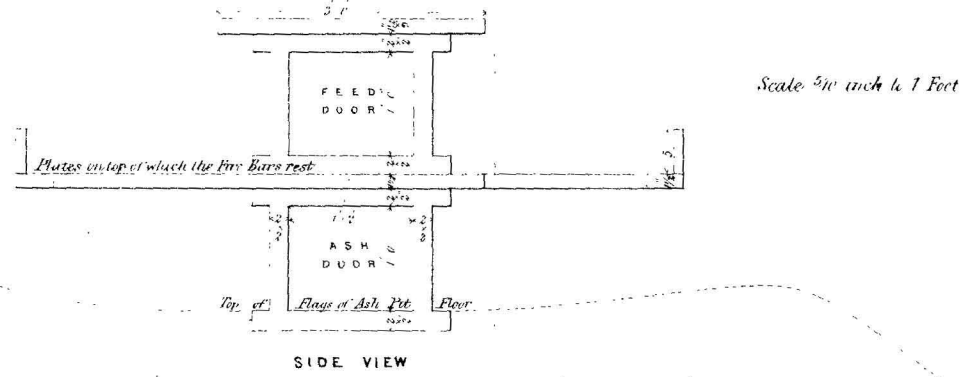 FEED
DOOR
Scale 5/10 inch to 1 Foot
Plates on top of which the Fire Bars rest
ASH
DOOR
Top of Flags of Ash Pit Floor
SIDE VIEW